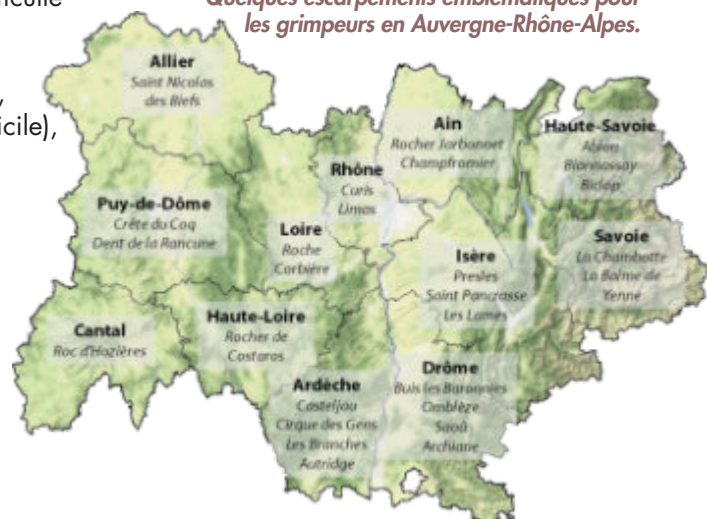 Quelques escarpements emblématiques pour
les grimpeurs en Auvergne-Rhône-Alpes.
icile),
Allier
Saint Nicolas
des Biefs
Ain
Rocher Jarbonnet
Champfromier
Haute-Savoie
Ablon
Bionnassay
Biclop
Rhône
Curis
Limas
Puy-de-Dôme
Crête du Coq
Dent de la Rancune
Loire
Roche
Corbière
Isère
Presles
Saint Pancrasse
Les Lames
Savoie
La Chambotte
La Balme de
Yenne
Cantal
Roc d'Hozières
Haute-Loire
Rocher de
Costaros
Ardèche
Casteljau
Cirque des Gens
Les Branches
Autridge
Drôme
Buis les Baronnies
Ombleze
Saoû
Archiane